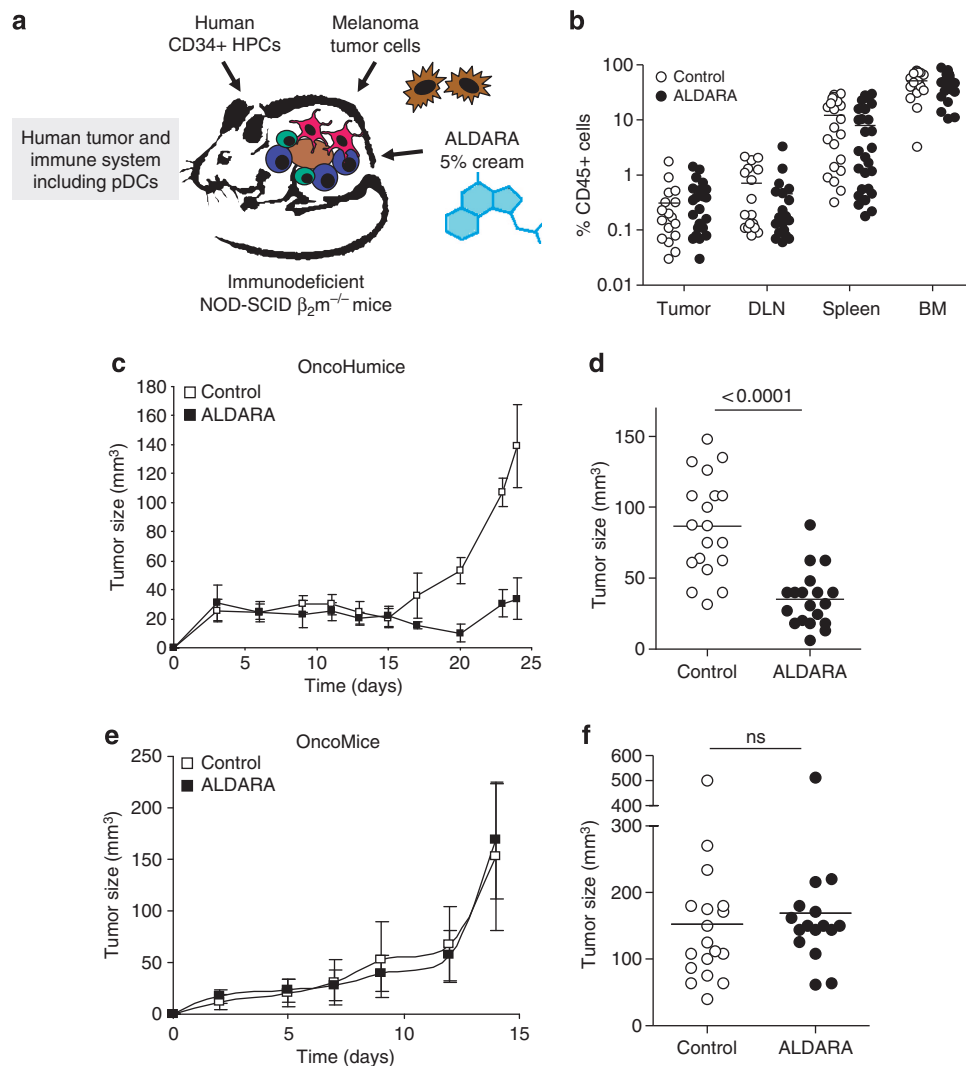 a
Human
CD34+ HPCs
Melanoma
tumor cells
Human tumor and
immune system
including pDCs
ALDARA
5% cream
Immunodeficient
NOD-SCID β₂m⁻/⁻ mice
b
Control
ALDARA
% CD45+ cells
100
10
1
0.1
0.01
Tumor DLN Spleen BM
c
OncoHumice
Control
ALDARA
Tumor size (mm³)
180
160
140
120
100
80
60
40
20
0
0 5 10 15 20 25
Time (days)
d
<0.0001
Tumor size (mm³)
150
100
50
0
Control ALDARA
e
OncoMice
Control
ALDARA
Tumor size (mm³)
250
200
150
100
50
0
0 5 10 15
Time (days)
f
ns
Tumor size (mm³)
600
500
400
300
200
100
0
Control ALDARA